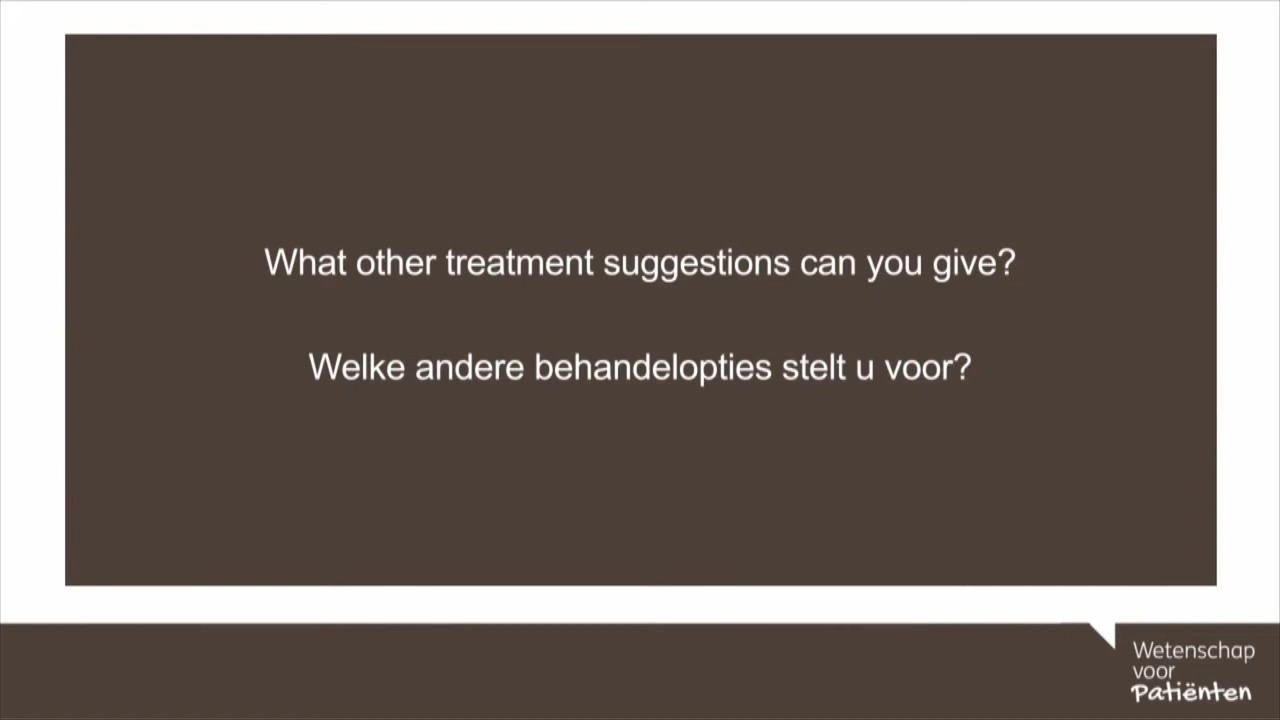 What other treatment suggestions can you give?
Welke andere behandelopties stelt u voor?
Wetenschap
voor
Patiënten